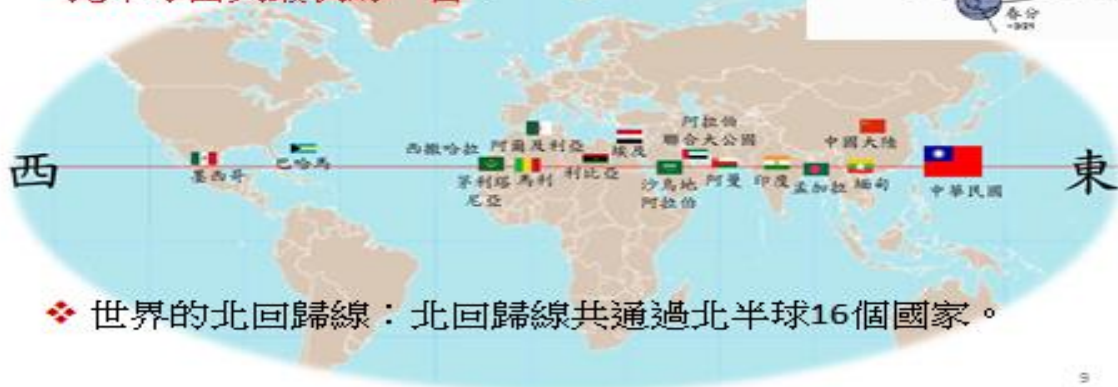 春分
阿拉伯
聯合大公國
中國大陸
西撒哈拉
阿爾及利亞
埃及
西
墨西哥
巴哈馬
茅利塔
尼亞
馬利
利比亞
沙烏地
阿拉伯
阿曼
印度
孟加拉
緬甸
中華民國
東
❖ 世界的北回歸線：北回歸線共通過北半球16個國家。
9